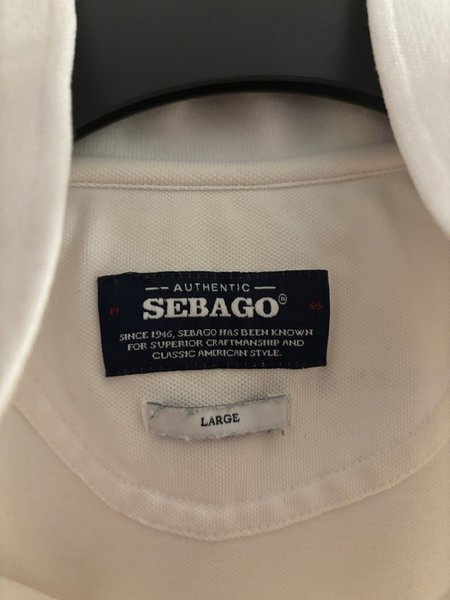 AUTHENTIC
19 SEBAGO® 46
SINCE 1946, SEBAGO HAS BEEN KNOWN
FOR SUPERIOR CRAFTMANSHIP AND
CLASSIC AMERICAN STYLE.
LARGE